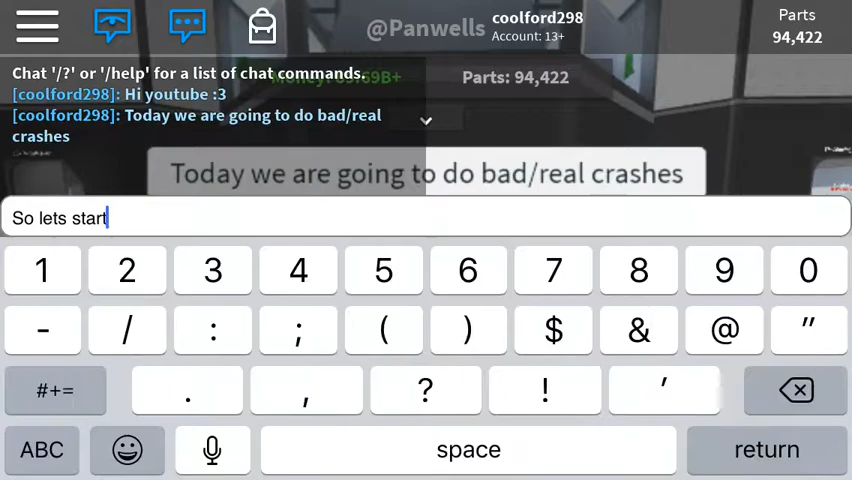 @Panwells
coolford298
Account: 13+
Parts
94,422
Chat '/?' or '/help' for a list of chat commands.
Parts: 94,422
[coolford298]: Hi youtube :3
[coolford298]: Today we are going to do bad/real
crashes
Today we are going to do bad/real crashes
So lets start
1 2 3 4 5 6 7 8 9 0
- / : ; ( ) $ & @ "
#+= . , ? ! '
ABC space return